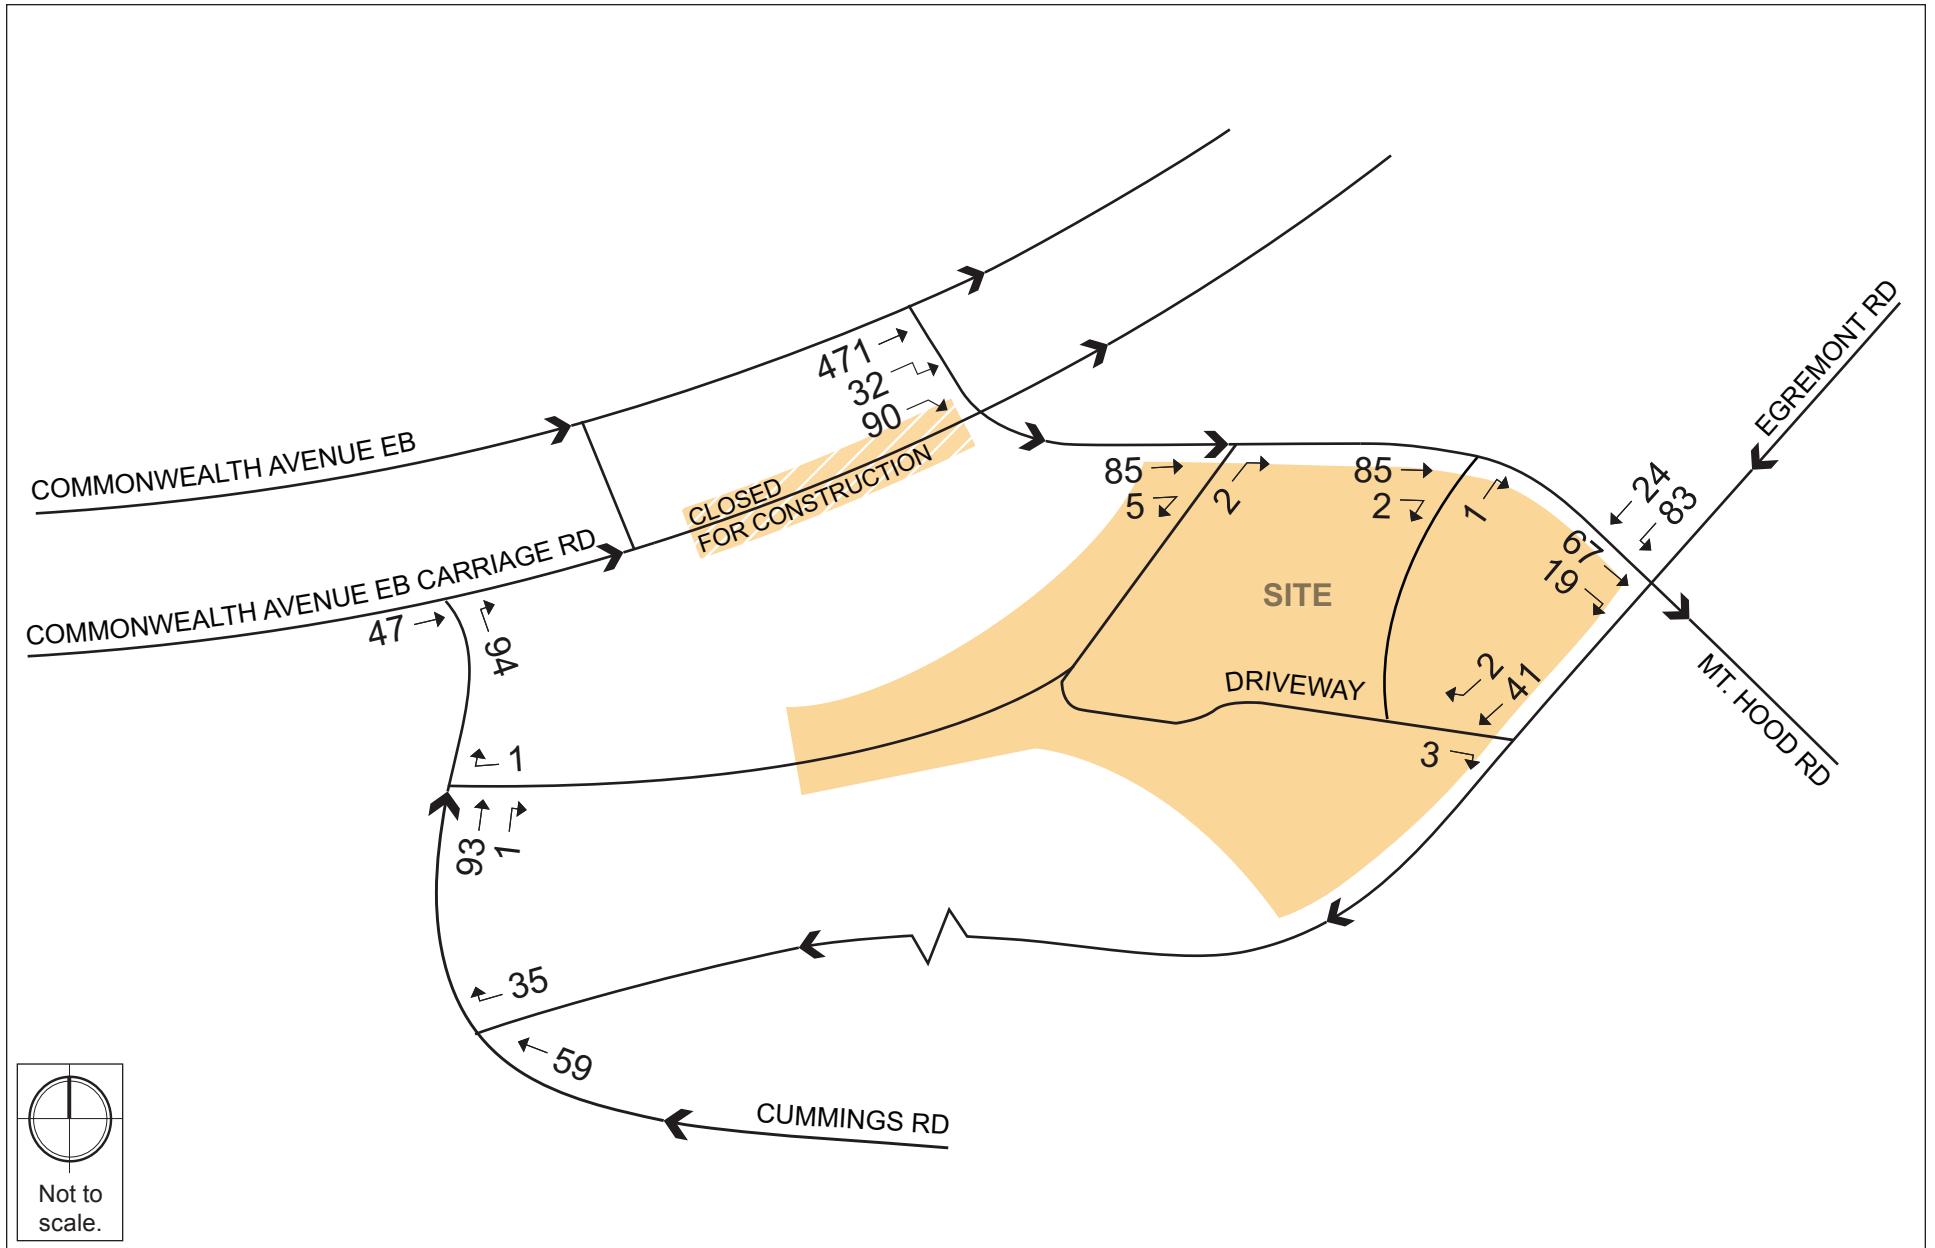 471
32
90
COMMONWEALTH AVENUE EB
CLOSED
FOR CONSTRUCTION
COMMONWEALTH AVENUE EB CARRIAGE RD
47
94
EGREMONT RD
85
5
2
85
2
1
24
83
67
19
SITE
DRIVEWAY
2
41
3
MT. HOOD RD
1
93
1
35
59
CUMMINGS RD
Not to
scale.